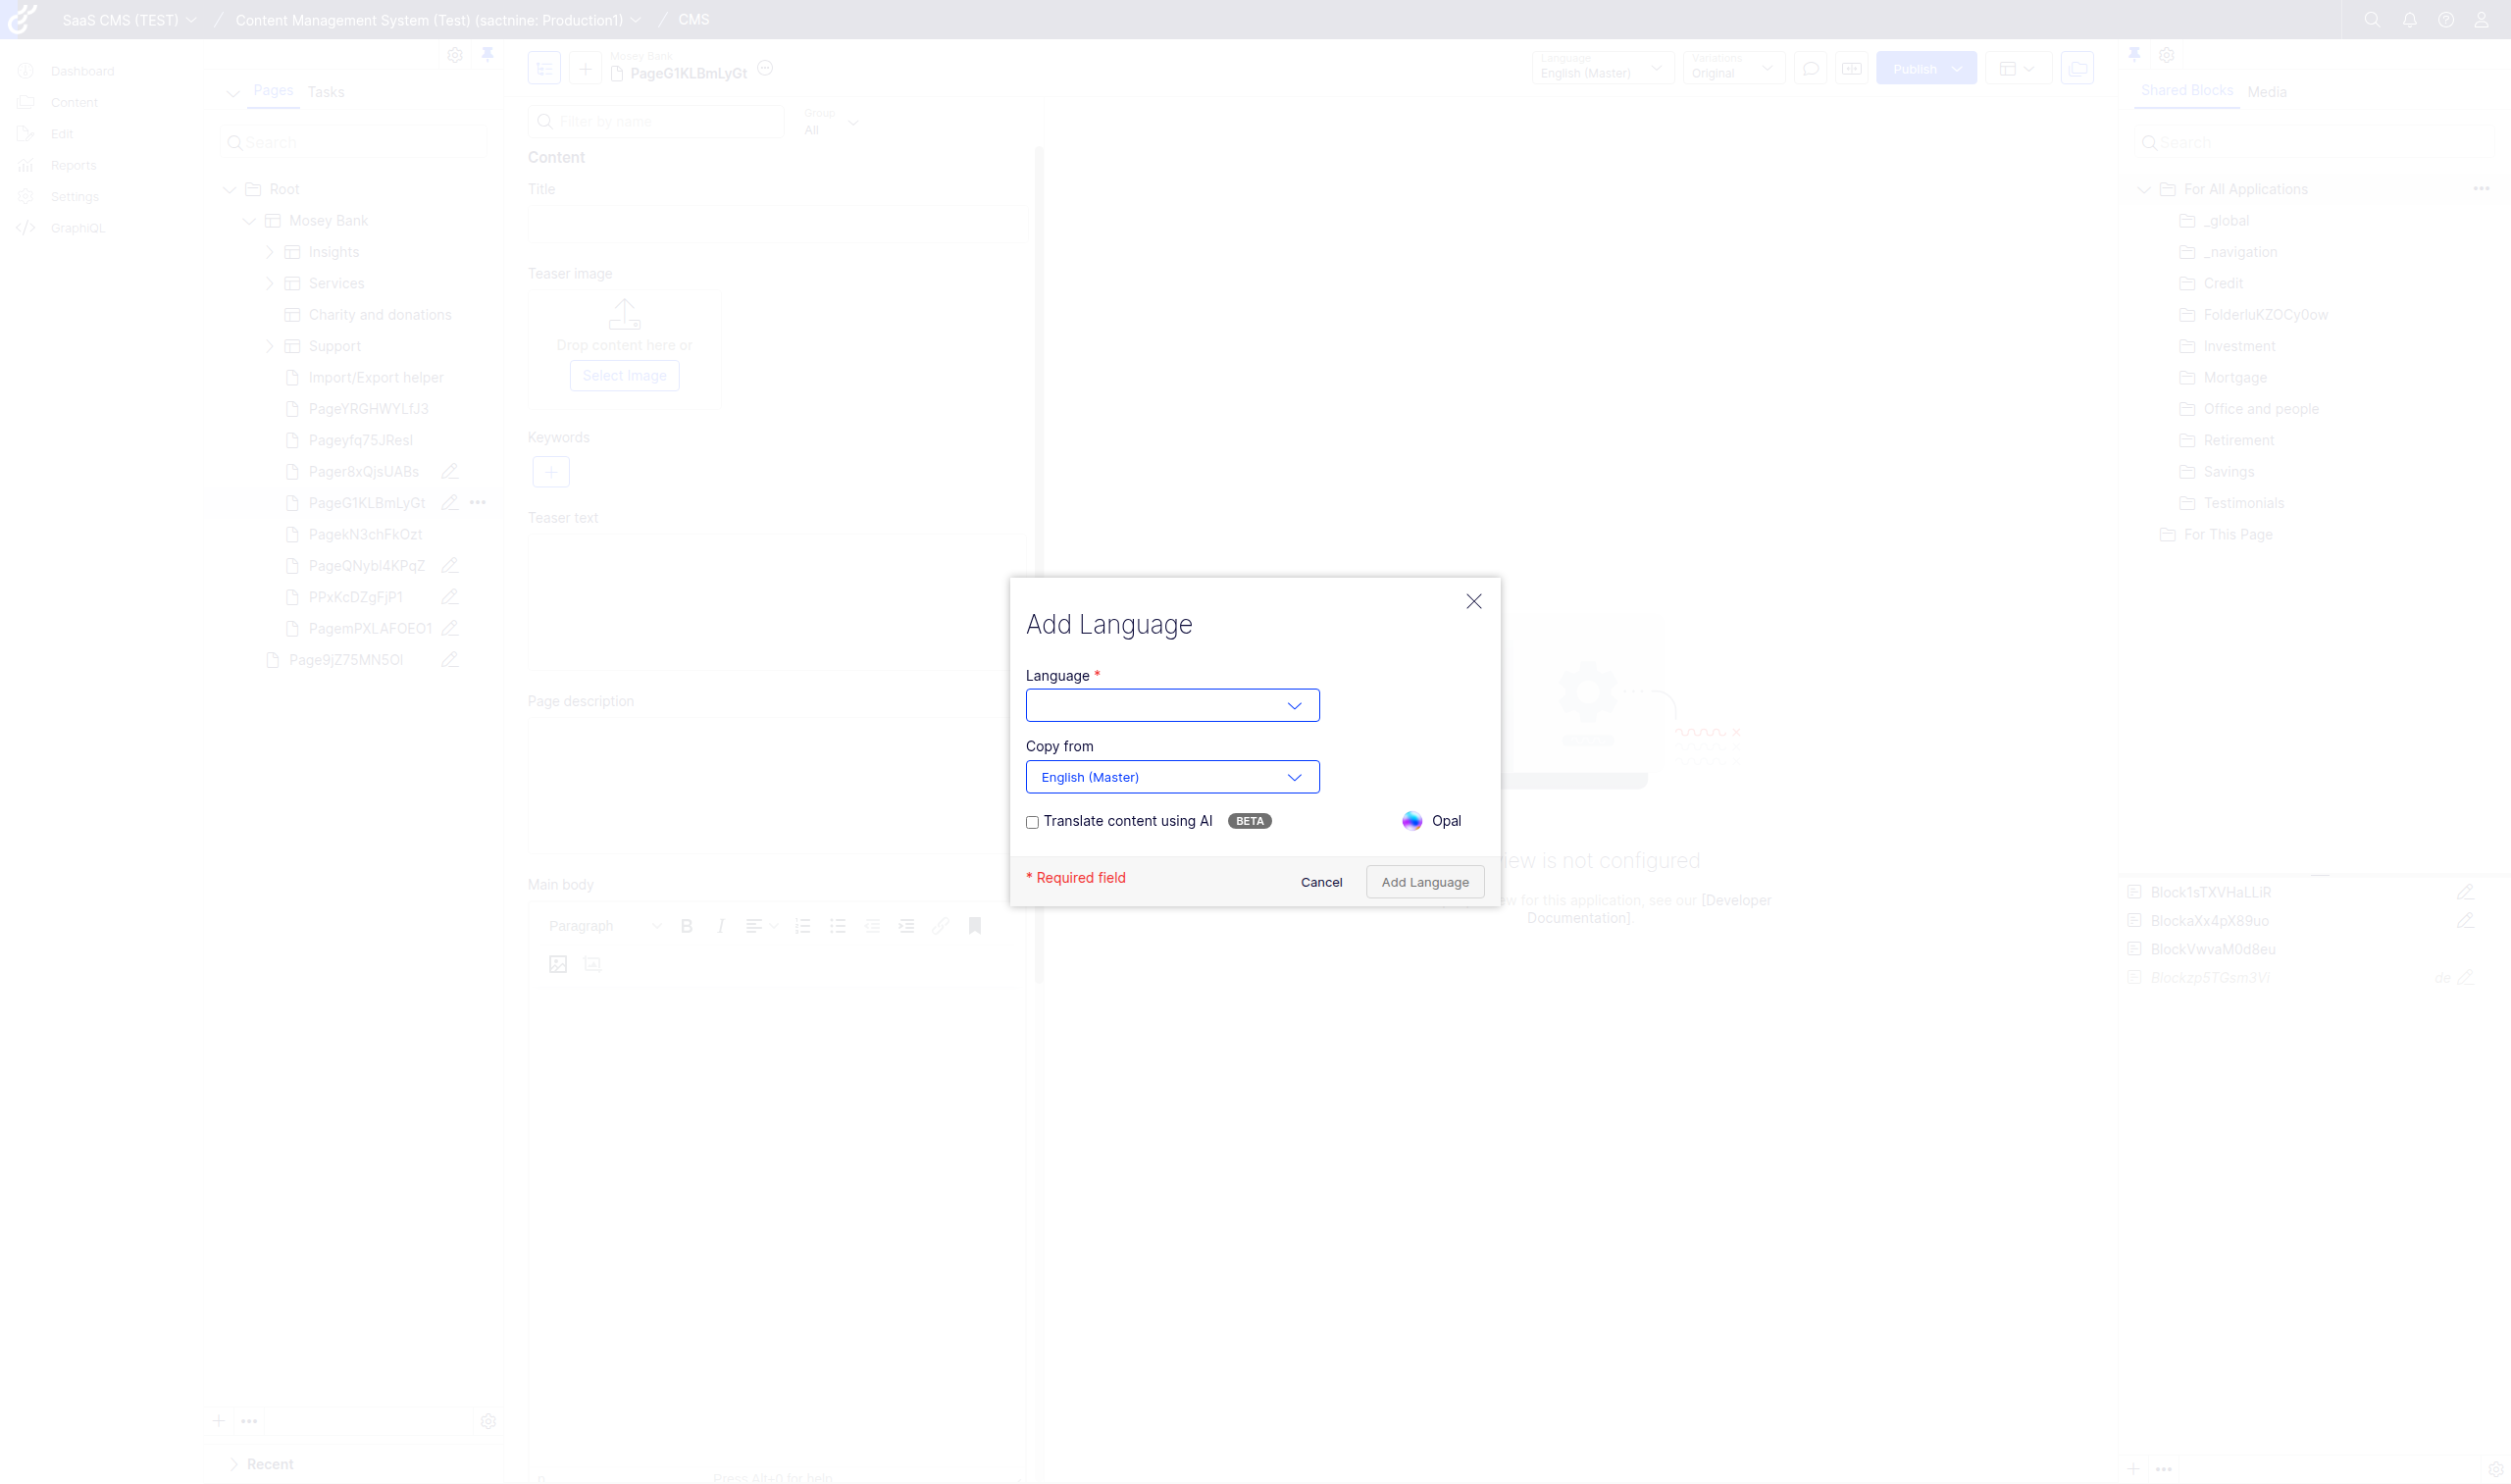 SaaS CMS (TEST) / Content Management System (Test) (sactnine: Production1) / CMS
Dashboard
Content
Edit
Reports
Settings
GraphiQL
Pages Tasks
Search
Root
Mosey Bank
Insights
Services
Charity and donations
Support
Import/Export helper
PageYRGHWYLfJ3
Pageyfq75JResI
Pager8xQjsUABs
PageG1KLBmLyGt
PagekN3chFkOzt
PageQNybI4KPqZ
PPxKcDZgFjP1
PagemPXLAFOEO1
Page9jZ75MN5OI
Recent
Mosey Bank
PageG1KLBmLyGt
Language
English (Master)
Variations
Original
Publish
Filter by name
Group
All
Content
Title
Teaser image
Drop content here or
Select Image
Keywords
Teaser text
Page description
Main body
Paragraph
Press Alt+0 for help
Add Language
Language *
Copy from
English (Master)
Translate content using AI BETA
Opal
* Required field
Cancel
Add Language
is not configured
for this application, see our [Developer
Documentation].
Shared Blocks Media
Search
For All Applications
_global
_navigation
Credit
FolderIuKZOCy0ow
Investment
Mortgage
Office and people
Retirement
Savings
Testimonials
For This Page
Block1sTXVHaLLiR
BlockaXx4pX89uo
BlockVwvaM0d8eu
Blockzp5TGsm3Vi de